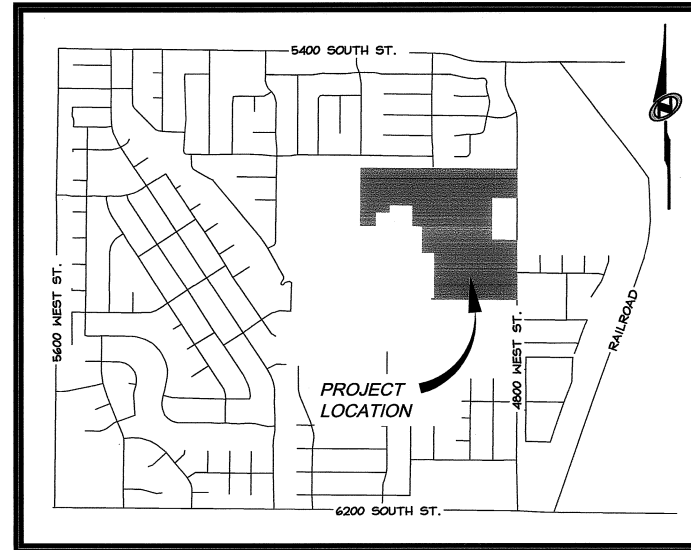 5400 SOUTH ST.
5600 WEST ST.
RAILROAD
4800 WEST ST.
PROJECT
LOCATION
6200 SOUTH ST.